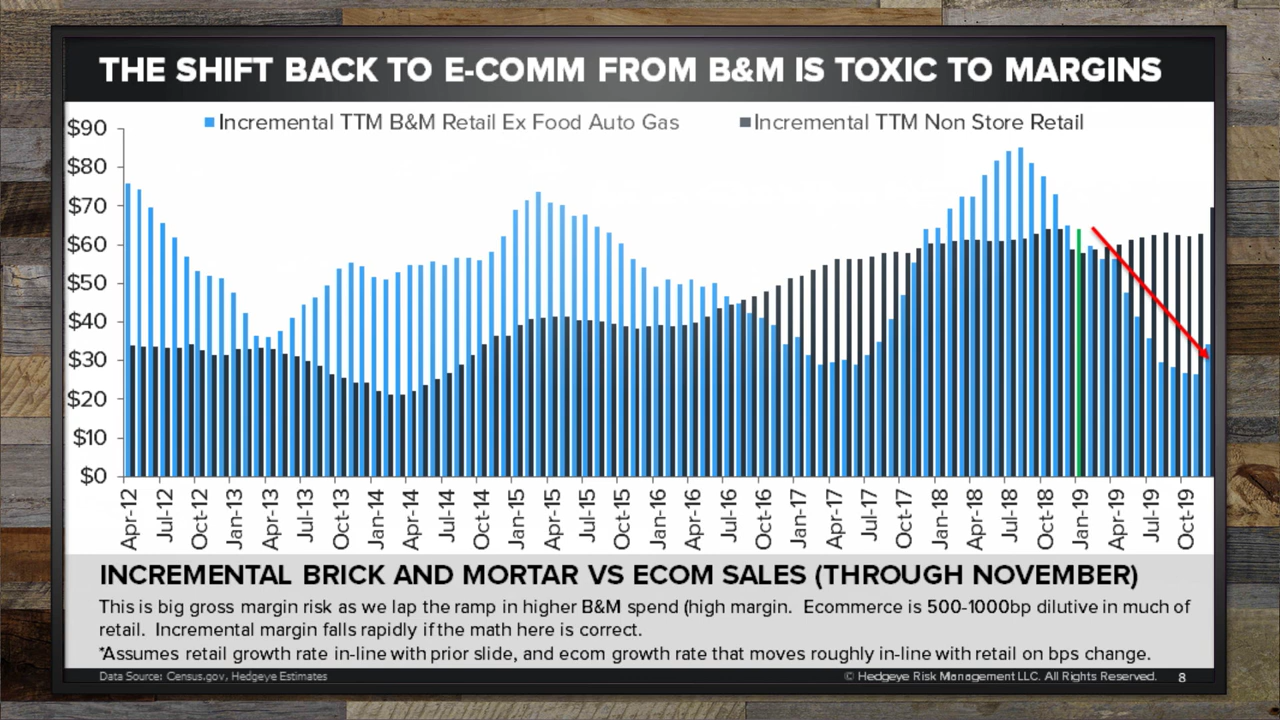 THE SHIFT BACK TO E-COMM FROM B&M IS TOXIC TO MARGINS
Incremental TTM B&M Retail Ex Food Auto Gas
Incremental TTM Non Store Retail
$90
$80
$70
$60
$50
$40
$30
$20
$10
$0
Apr-12
Jul-12
Oct-12
Jan-13
Apr-13
Jul-13
Oct-13
Jan-14
Apr-14
Jul-14
Oct-14
Jan-15
Apr-15
Jul-15
Oct-15
Jan-16
Apr-16
Jul-16
Oct-16
Jan-17
Apr-17
Jul-17
Oct-17
Jan-18
Apr-18
Jul-18
Oct-18
Jan-19
Apr-19
Jul-19
Oct-19
INCREMENTAL BRICK AND MORTAR VS ECOM SALES (THROUGH NOVEMBER)
This is big gross margin risk as we lap the ramp in higher B&M spend (high margin. Ecommerce is 500-1000bp dilutive in much of
retail. Incremental margin falls rapidly if the math here is correct.
*Assumes retail growth rate in-line with prior slide, and ecom growth rate that moves roughly in-line with retail on bps change.
Data Source: Census.gov, Hedgeye Estimates
© Hedgeye Risk Management LLC. All Rights Reserved. 8